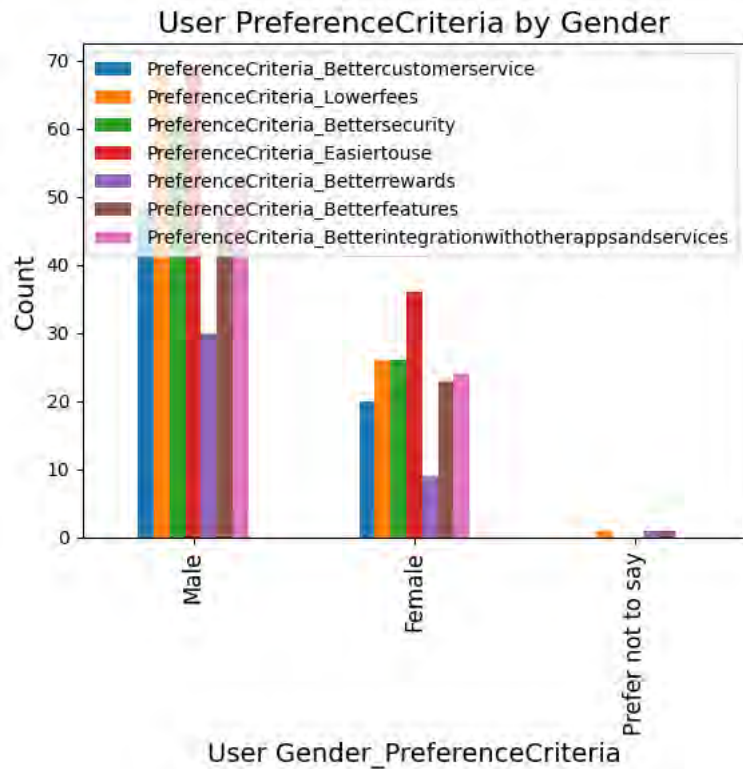 User PreferenceCriteria by Gender
70
60
50
40
30
20
10
0
Count
PreferenceCriteria_Bettercustomerservice
PreferenceCriteria_Lowerfees
PreferenceCriteria_Bettersecurity
PreferenceCriteria_Easiertouse
PreferenceCriteria_Betterrewards
PreferenceCriteria_Betterfeatures
PreferenceCriteria_Betterintegrationwithotherappsandservices
Male
Female
Prefer not to say
User Gender_PreferenceCriteria